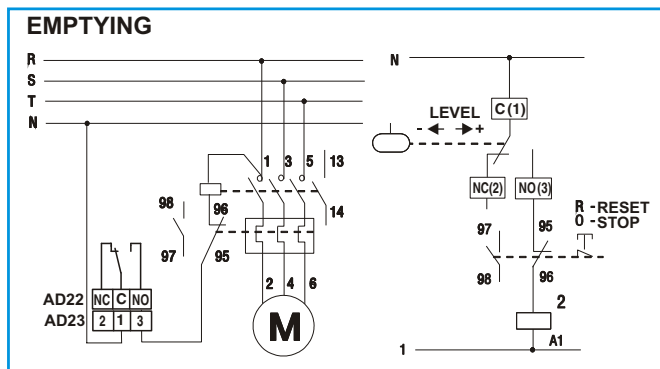 EMPTYING
R
S
T
N
N
C(1)
LEVEL
- +
1 3 5 13
14
NC(2) NO(3)
R -RESET
O -STOP
98 96
97 95
97 95
98 96
2 4 6
M
AD22 NC C NO
AD23 2 1 3
2
A1
1